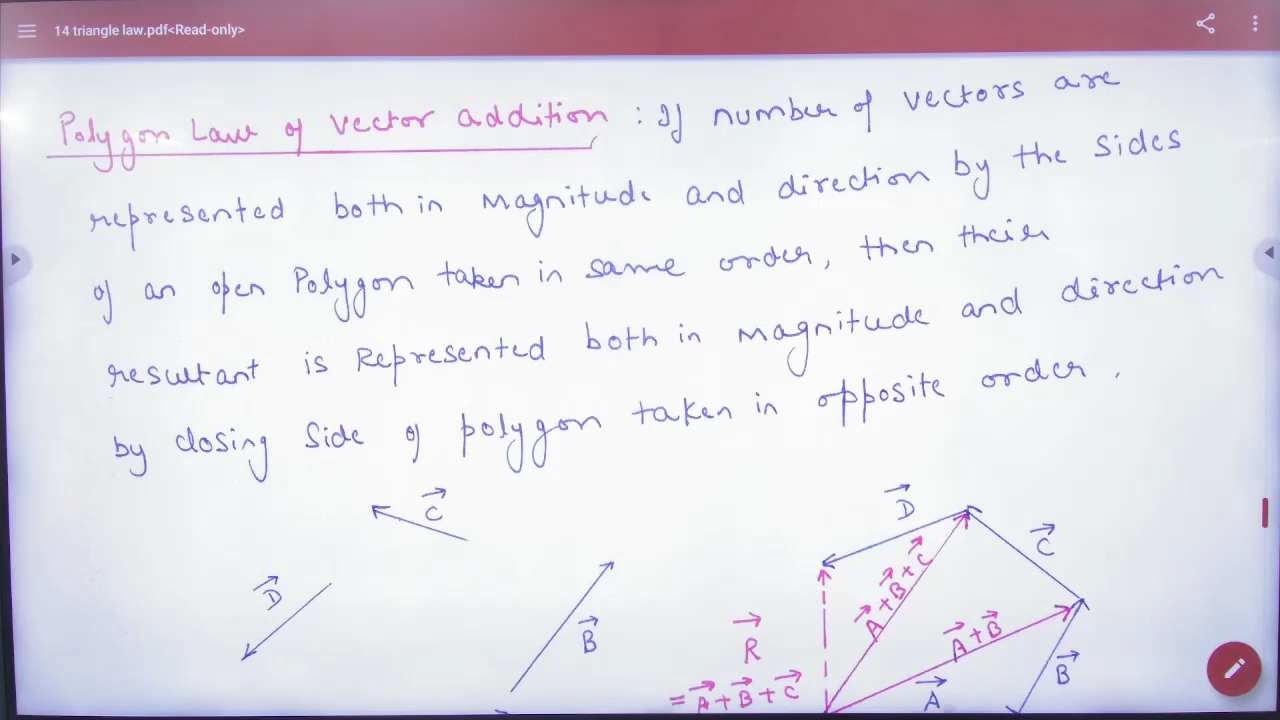 14 triangle law.pdf<Read-only>
Polygon Law of vector addition : If number of vectors are
represented both in Magnitude and direction by the sides
of an open Polygon taken in same order, then their
resultant is Represented both in magnitude and direction
by closing side of polygon taken in opposite order.
C⃗
D⃗
B⃗
D⃗
C⃗
A⃗+B⃗+C⃗
A⃗+B⃗
R⃗
= A⃗+B⃗+C⃗
A⃗
B⃗